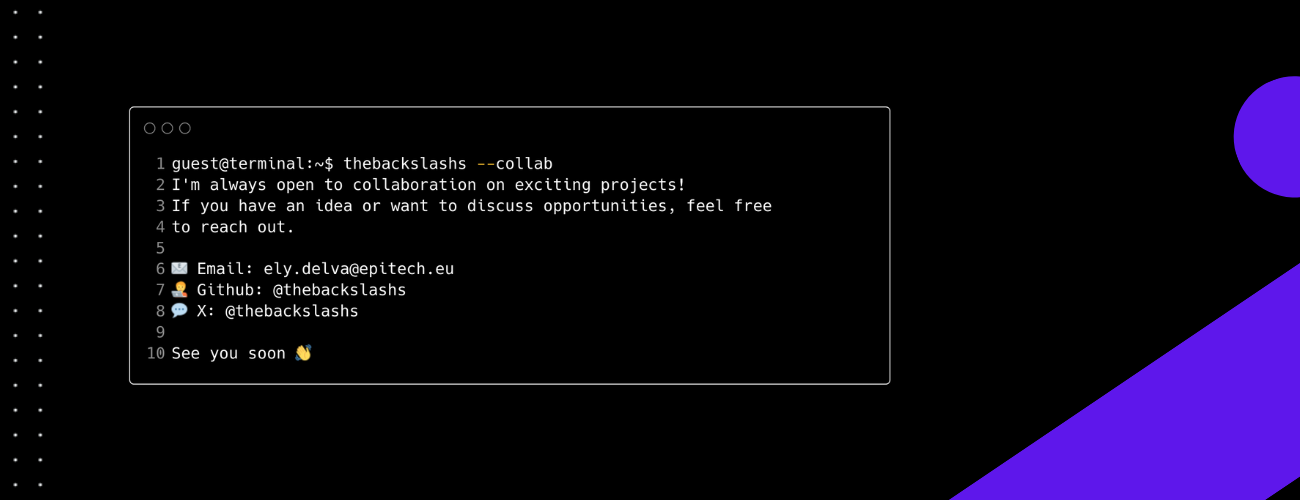 1 guest@terminal:~$ thebackslashs --collab
2 I'm always open to collaboration on exciting projects!
3 If you have an idea or want to discuss opportunities, feel free
4 to reach out.
5
6 📧 Email: ely.delva@epitech.eu
7 🧑‍💻 Github: @thebackslashs
8 💬 X: @thebackslashs
9
10 See you soon 👋